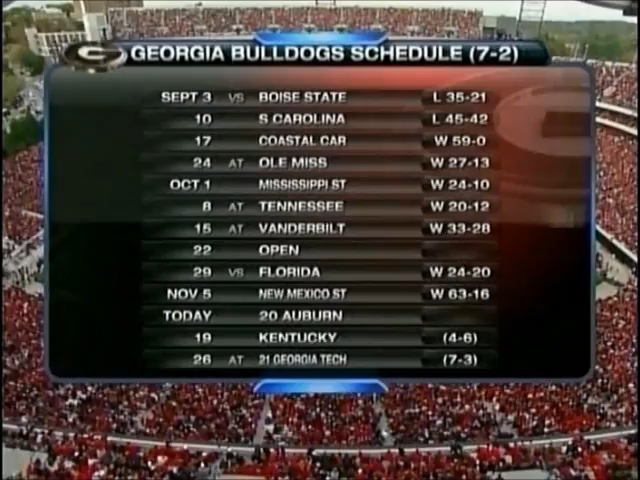 GEORGIA BULLDOGS SCHEDULE (7-2)
SEPT 3 VS BOISE STATE L 35-21
10 S CAROLINA L 45-42
17 COASTAL CAR W 59-0
24 AT OLE MISS W 27-13
OCT 1 MISSISSIPPI ST W 24-10
8 AT TENNESSEE W 20-12
15 AT VANDERBILT W 33-28
22 OPEN
29 VS FLORIDA W 24-20
NOV 5 NEW MEXICO ST W 63-16
TODAY 20 AUBURN
19 KENTUCKY (4-6)
26 AT 21 GEORGIA TECH (7-3)